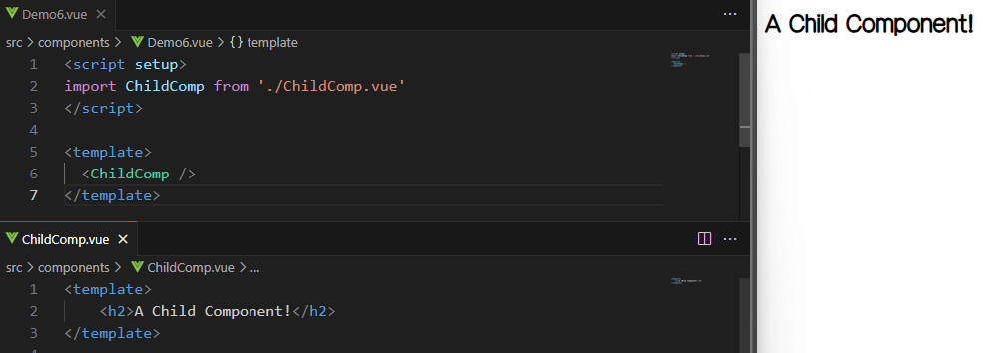 Demo6.vue
src > components > Demo6.vue > {} template
1 <script setup>
2 import ChildComp from './ChildComp.vue'
3 </script>
4
5 <template>
6 <ChildComp />
7 </template>
ChildComp.vue
src > components > ChildComp.vue > ...
1 <template>
2 <h2>A Child Component!</h2>
3 </template>
A Child Component!